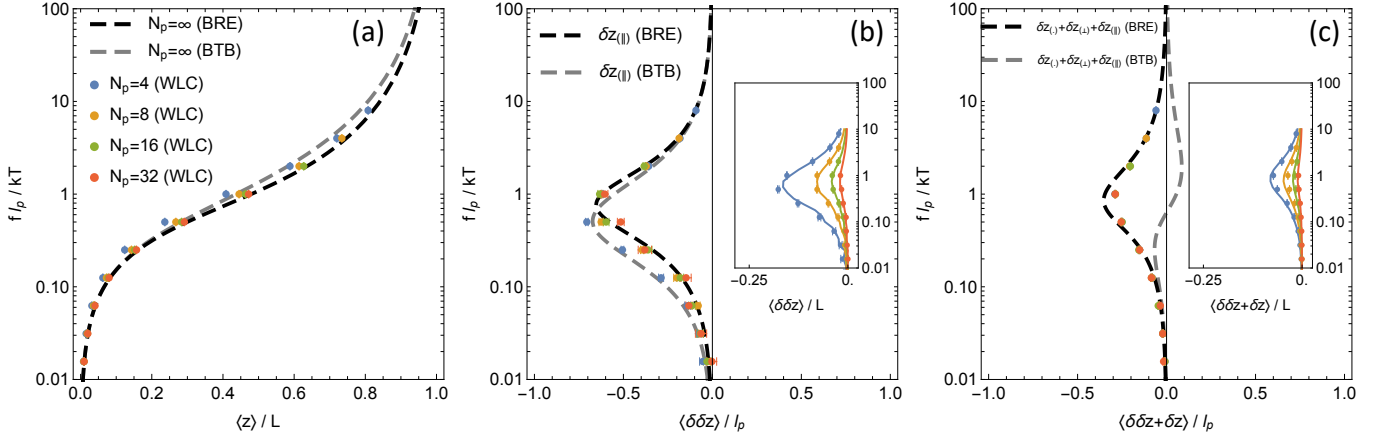 (a)
N_p=∞ (BRE)
N_p=∞ (BTB)
N_p=4 (WLC)
N_p=8 (WLC)
N_p=16 (WLC)
N_p=32 (WLC)
f l_p / kT
100
10
1
0.10
0.01
0.0 0.2 0.4 0.6 0.8 1.0
⟨z⟩ / L
(b)
δz_(||) (BRE)
δz_(||) (BTB)
f l_p / kT
100
10
1
0.10
0.01
-1.0 -0.5 0.0 0.5 1.0
⟨δδz⟩ / l_p
100
10
1
0.10
0.01
-0.25 0.
⟨δδz⟩ / L
(c)
δz_(.)+δz_(⊥)+δz_(||) (BRE)
δz_(.)+δz_(⊥)+δz_(||) (BTB)
f l_p / kT
100
10
1
0.10
0.01
-1.0 -0.5 0.0 0.5 1.0
⟨δδz+δz⟩ / l_p
100
10
1
0.10
0.01
-0.25 0.
⟨δδz+δz⟩ / L